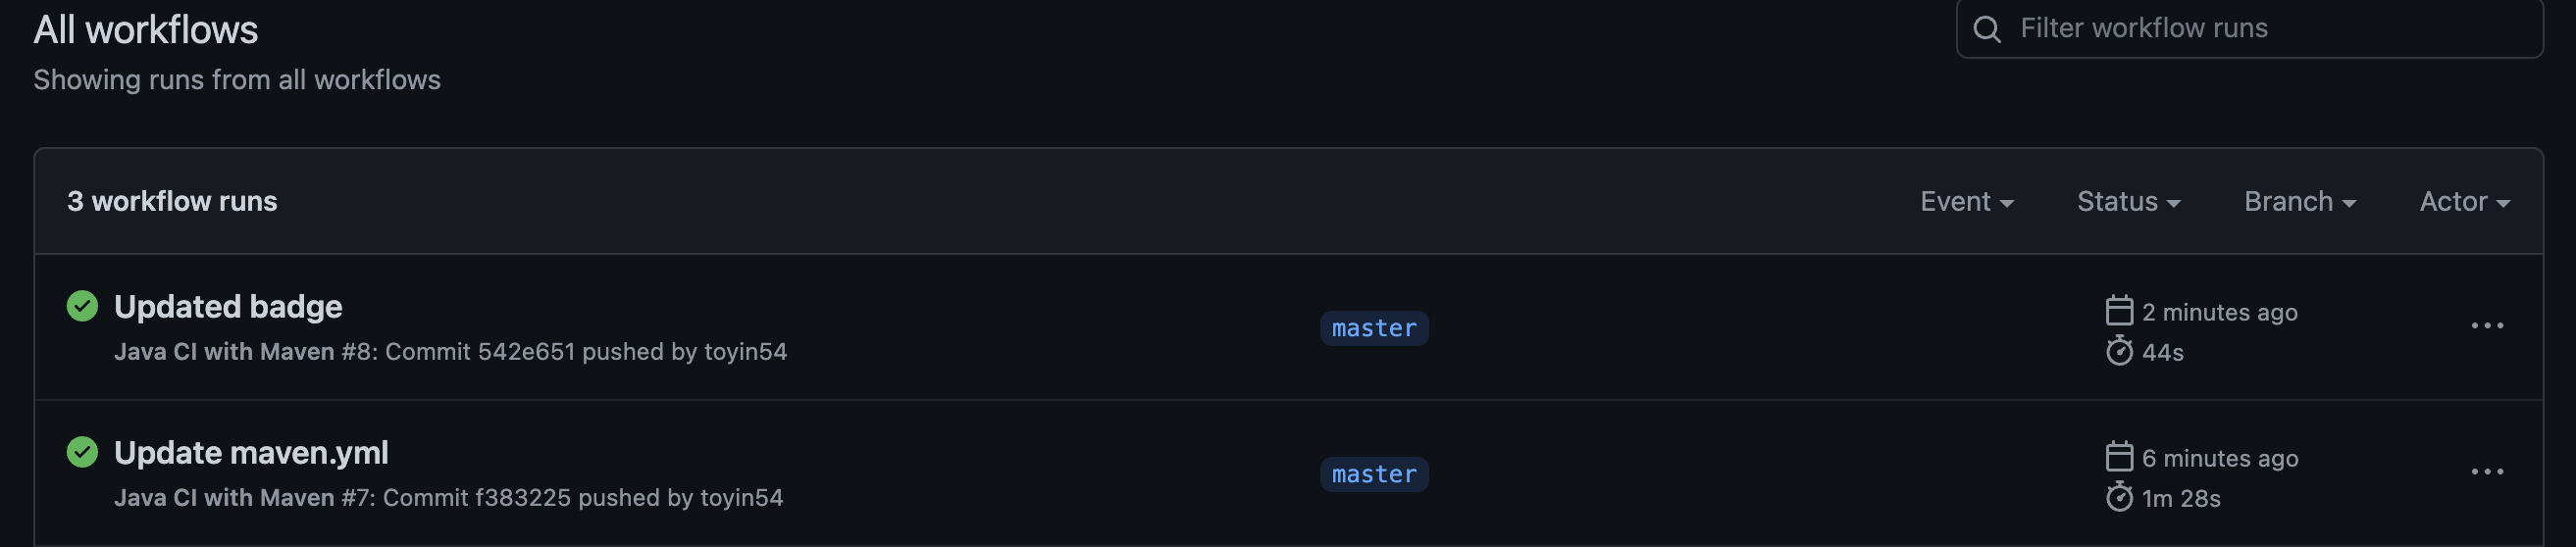 All workflows
Filter workflow runs
Showing runs from all workflows
3 workflow runs
Event
Status
Branch
Actor
Updated badge
Java CI with Maven #8: Commit 542e651 pushed by toyin54
master
2 minutes ago
44s
Update maven.yml
Java CI with Maven #7: Commit f383225 pushed by toyin54
master
6 minutes ago
1m 28s